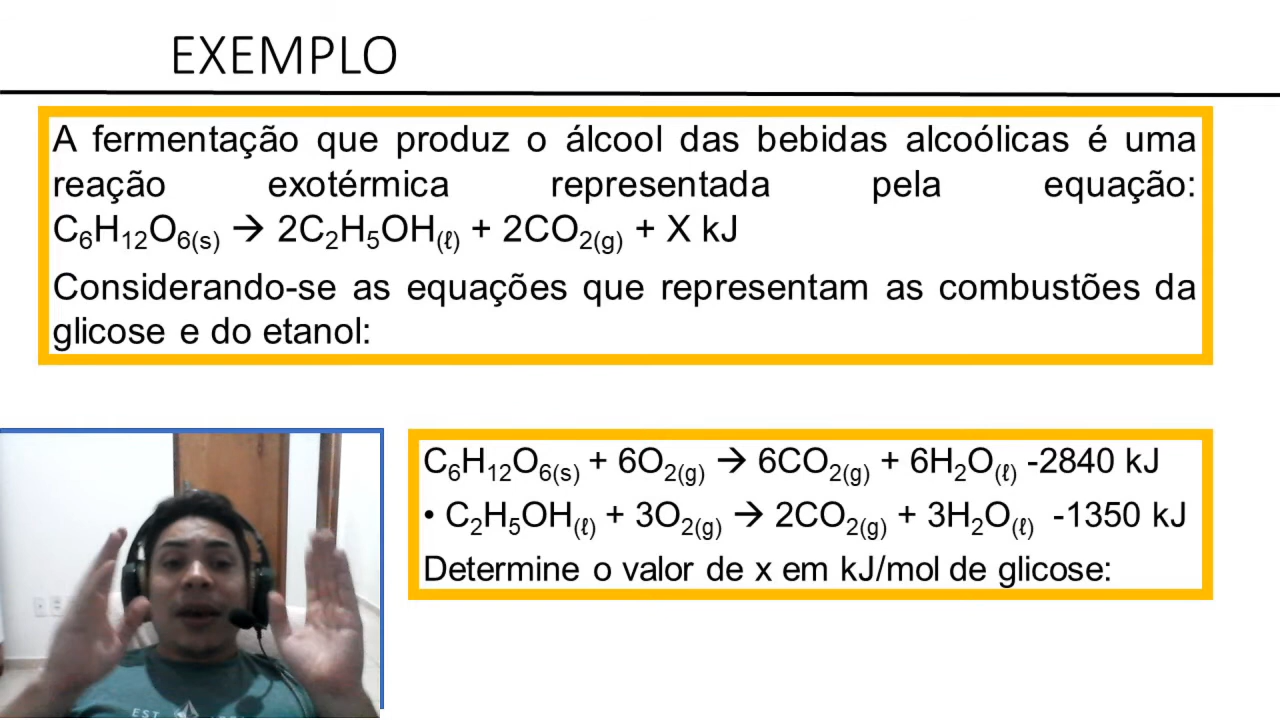 EXEMPLO
A fermentação que produz o álcool das bebidas alcoólicas é uma
reação exotérmica representada pela equação:
C₆H₁₂O₆₍ₛ₎ → 2C₂H₅OH₍ℓ₎ + 2CO₂₍g₎ + X kJ
Considerando-se as equações que representam as combustões da
glicose e do etanol:
C₆H₁₂O₆₍ₛ₎ + 6O₂₍g₎ → 6CO₂₍g₎ + 6H₂O₍ℓ₎ -2840 kJ
• C₂H₅OH₍ℓ₎ + 3O₂₍g₎ → 2CO₂₍g₎ + 3H₂O₍ℓ₎ -1350 kJ
Determine o valor de x em kJ/mol de glicose:
EST